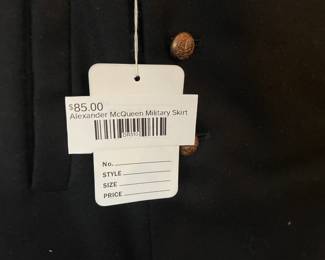 $85.00
Alexander McQueen Military Skirt
No.
STYLE
SIZE
PRICE